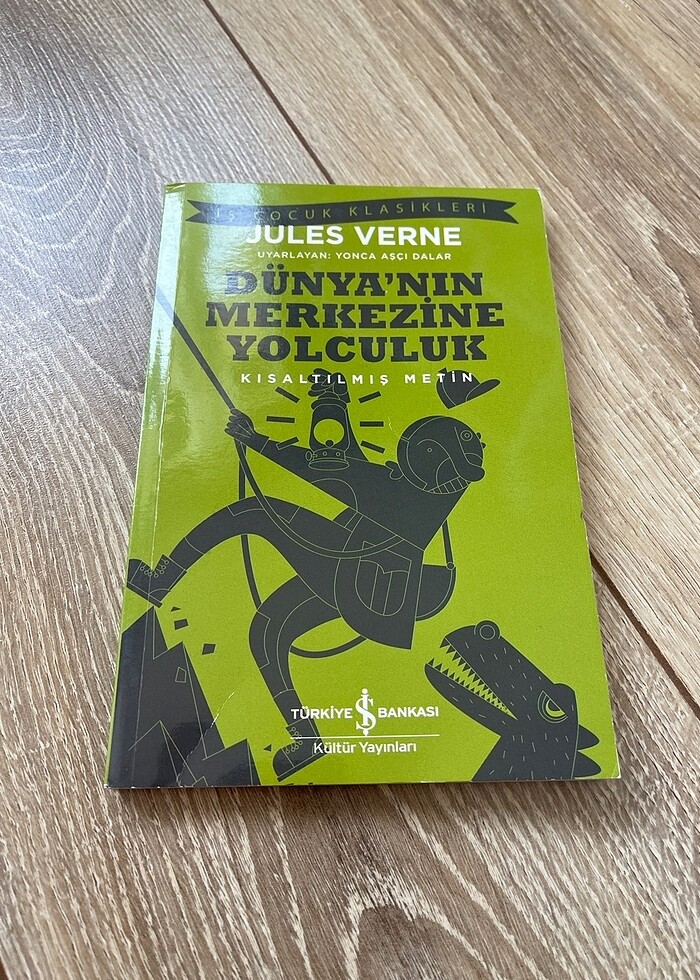 İŞ ÇOCUK KLASİKLERİ
JULES VERNE
UYARLAYAN: YONCA AŞÇI DALAR
DÜNYA'NIN
MERKEZİNE
YOLCULUK
KISALTILMIŞ METİN
TÜRKİYE İŞ BANKASI
Kültür Yayınları